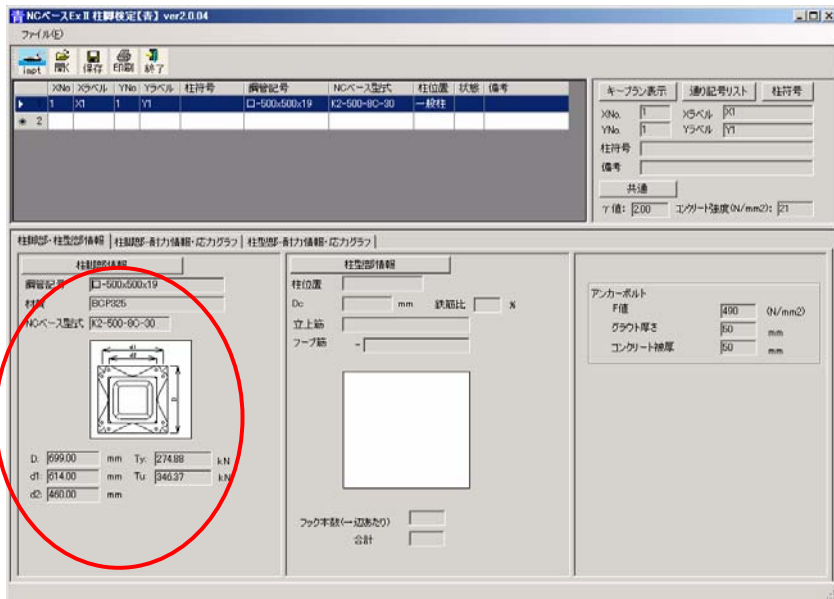 青 NCベースExⅡ 柱脚検定【青】 ver2.0.04
ファイル(F)
inpt 開く 保存 印刷 終了
XNo Xラベル YNo Yラベル 柱符号 鋼管記号 NCベース型式 柱位置 状態 備考
1 X1 1 Y1 口-500x500x19 K2-500-8C-30 一般柱
2
キープラン表示 通り記号リスト 柱符号
XNo. 1 Xラベル X1
YNo. 1 Yラベル Y1
柱符号
備考
共通
γ値: 2.00 コンクリート強度(N/mm2): 21
柱脚部・柱型部情報 柱脚部-耐力情報・応力グラフ 柱型部-耐力情報・応力グラフ
柱脚部情報
鋼管記号 口-500x500x19
材質 BCP325
NCベース型式 K2-500-8C-30
d1
d2
D
D: 699.00 mm Ty: 274.88 kN
d1: 614.00 mm Tu: 346.37 kN
d2: 460.00 mm
柱型部情報
柱位置
Dc mm 鉄筋比 %
立上筋
フープ筋 -
フック本数(一辺あたり)
合計
アンカーボルト
F値 490 (N/mm2)
グラウト厚さ 50 mm
コンクリート被厚 50 mm